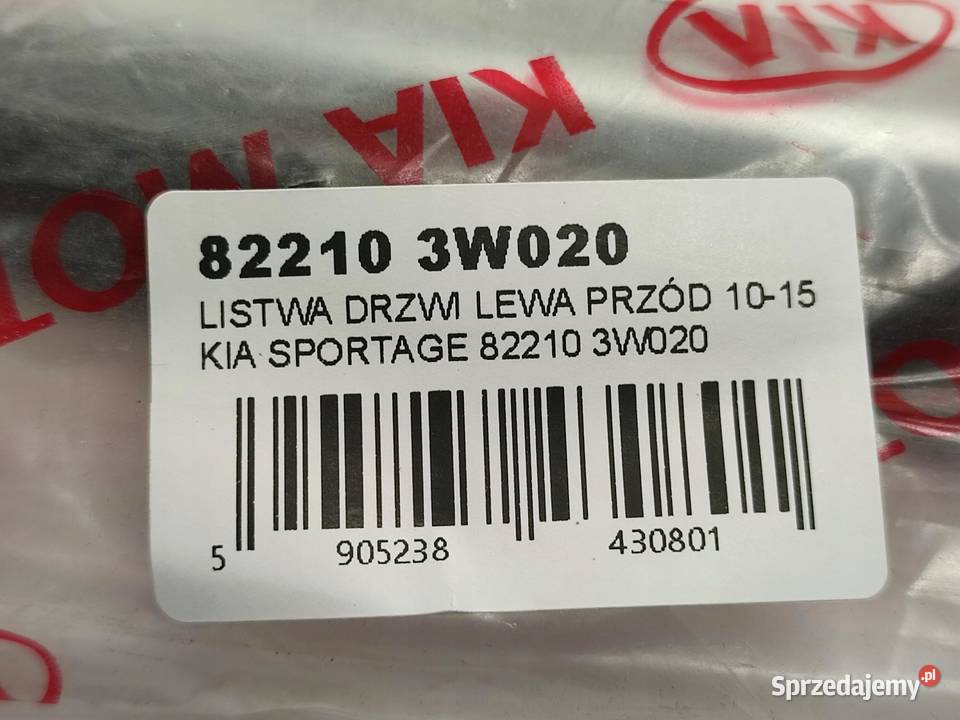 KIA
KIA MOTO
82210 3W020
LISTWA DRZWI LEWA PRZÓD 10-15
KIA SPORTAGE 82210 3W020
5 905238 430801
Sprzedajemy.pl